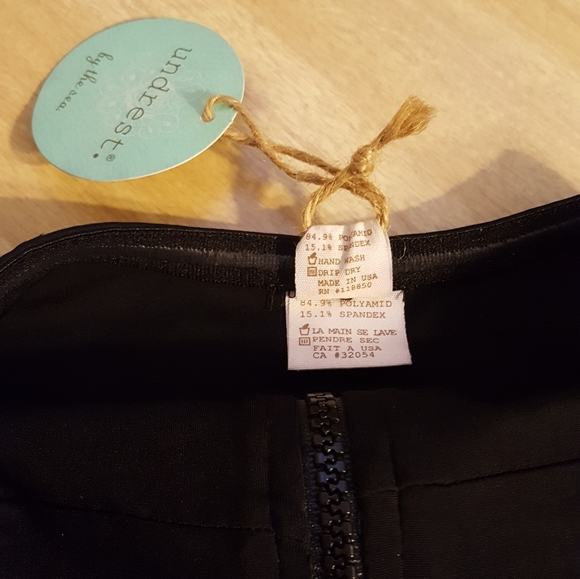 undrest.®
by the sea
84.9% POLYAMID
15.1% SPANDEX
HAND WASH
DRIP DRY
MADE IN USA
RN #118850
84.9% POLYAMID
15.1% SPANDEX
LA MAIN SE LAVE
PENDRE SEC
FAIT A USA
CA #32054